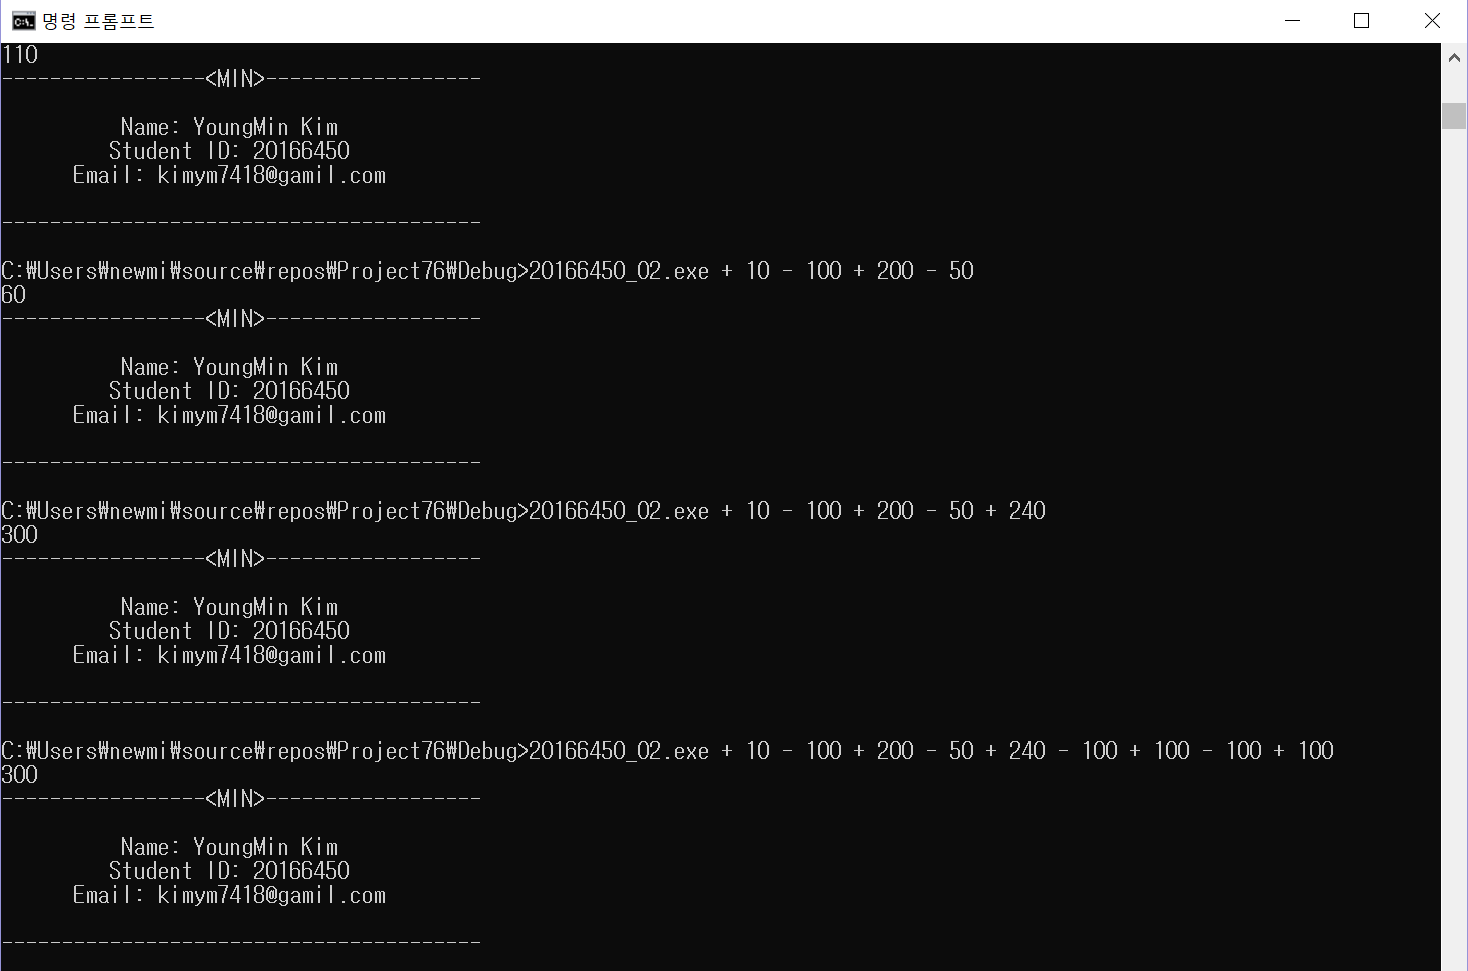 명령 프롬프트
110
-----------------<MIN>------------------
Name: YoungMin Kim
Student ID: 20166450
Email: kimym7418@gamil.com
----------------------------------------
C:₩Users₩newmi₩source₩repos₩Project76₩Debug>20166450_02.exe + 10 - 100 + 200 - 50
60
-----------------<MIN>------------------
Name: YoungMin Kim
Student ID: 20166450
Email: kimym7418@gamil.com
----------------------------------------
C:₩Users₩newmi₩source₩repos₩Project76₩Debug>20166450_02.exe + 10 - 100 + 200 - 50 + 240
300
-----------------<MIN>------------------
Name: YoungMin Kim
Student ID: 20166450
Email: kimym7418@gamil.com
----------------------------------------
C:₩Users₩newmi₩source₩repos₩Project76₩Debug>20166450_02.exe + 10 - 100 + 200 - 50 + 240 - 100 + 100 - 100 + 100
300
-----------------<MIN>------------------
Name: YoungMin Kim
Student ID: 20166450
Email: kimym7418@gamil.com
----------------------------------------